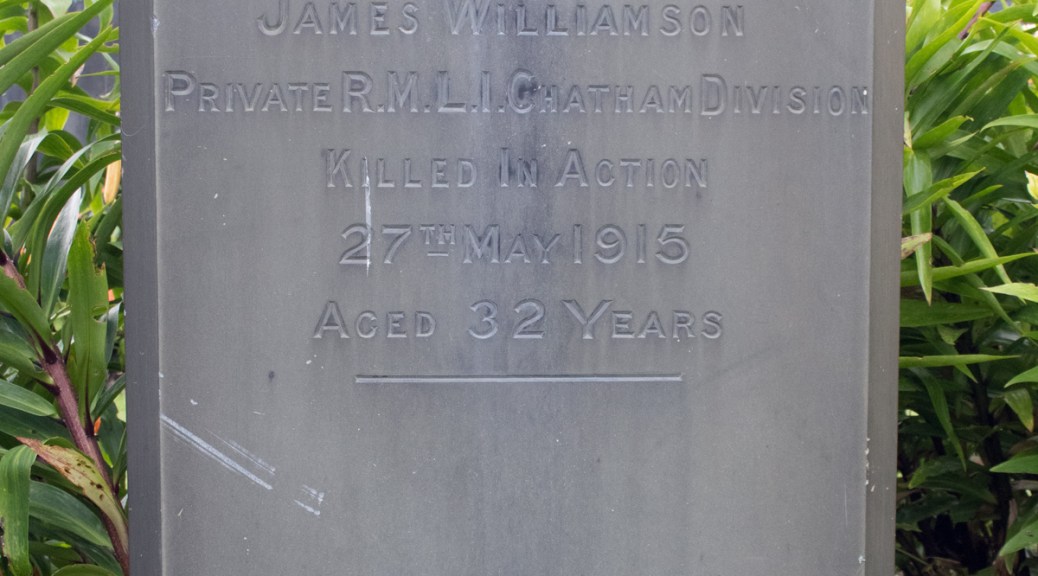 James Williamson
Private R.M.L.I. Chatham Division
Killed In Action
27th May 1915
Aged 32 Years